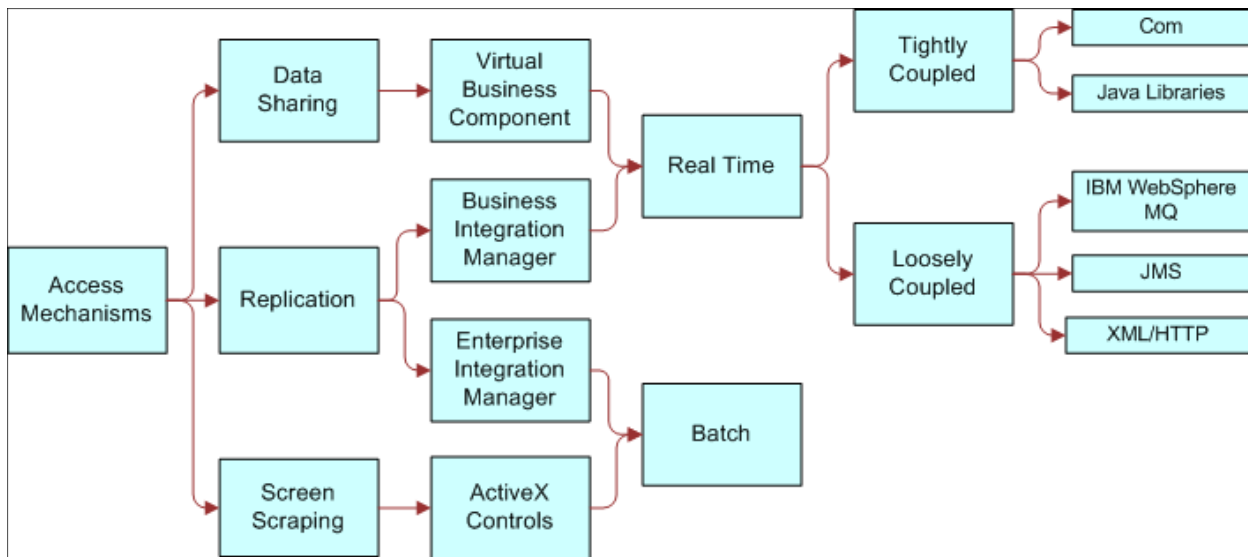 Access
Mechanisms
Data
Sharing
Replication
Screen
Scraping
Virtual
Business
Component
Business
Integration
Manager
Enterprise
Integration
Manager
ActiveX
Controls
Real Time
Batch
Tightly
Coupled
Loosely
Coupled
Com
Java Libraries
IBM WebSphere
MQ
JMS
XML/HTTP